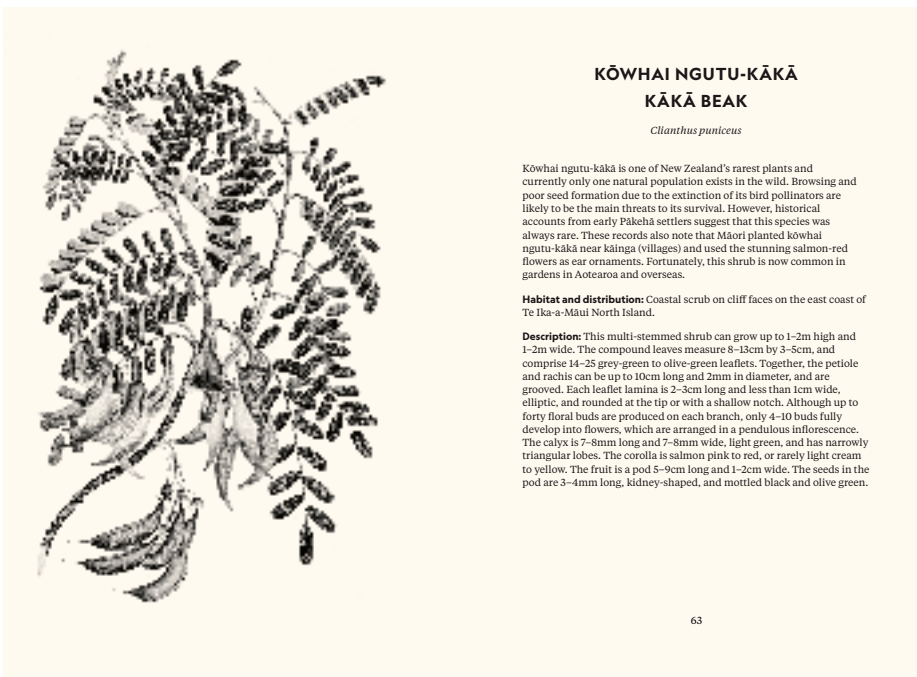 KŌWHAI NGUTU-KĀKĀ
KĀKĀ BEAK
Clianthus puniceus
Kōwhai ngutu-kākā is one of New Zealand’s rarest plants and
currently only one natural population exists in the wild. Browsing and
poor seed formation due to the extinction of its bird pollinators are
likely to be the main threats to its survival. However, historical
accounts from early Pākehā settlers suggest that this species was
always rare. These records also note that Māori planted kōwhai
ngutu-kākā near kāinga (villages) and used the stunning salmon-red
flowers as ear ornaments. Fortunately, this shrub is now common in
gardens in Aotearoa and overseas.
Habitat and distribution: Coastal scrub on cliff faces on the east coast of
Te Ika-a-Māui North Island.
Description: This multi-stemmed shrub can grow up to 1–2m high and
1–2m wide. The compound leaves measure 8–13cm by 3–5cm, and
comprise 14–25 grey-green to olive-green leaflets. Together, the petiole
and rachis can be up to 10cm long and 2mm in diameter, and are
grooved. Each leaflet lamina is 2–3cm long and less than 1cm wide,
elliptic, and rounded at the tip or with a shallow notch. Although up to
forty floral buds are produced on each branch, only 4–10 buds fully
develop into flowers, which are arranged in a pendulous inflorescence.
The calyx is 7–8mm long and 7–8mm wide, light green, and has narrowly
triangular lobes. The corolla is salmon pink to red, or rarely light cream
to yellow. The fruit is a pod 5–9cm long and 1–2cm wide. The seeds in the
pod are 3–4mm long, kidney-shaped, and mottled black and olive green.
63